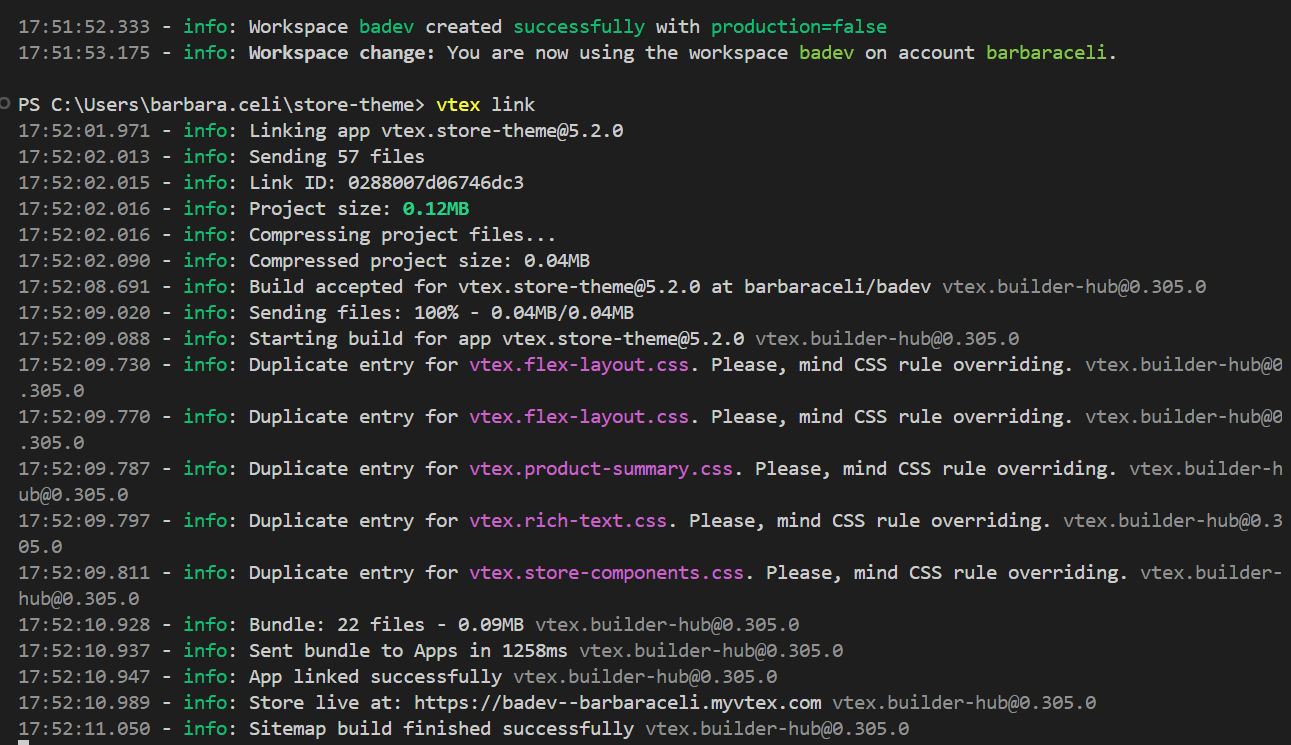 17:51:52.333 - info: Workspace badev created successfully with production=false
17:51:53.175 - info: Workspace change: You are now using the workspace badev on account barbaraceli.
PS C:\Users\barbara.celi\store-theme> vtex link
17:52:01.971 - info: Linking app vtex.store-theme@5.2.0
17:52:02.013 - info: Sending 57 files
17:52:02.015 - info: Link ID: 0288007d06746dc3
17:52:02.016 - info: Project size: 0.12MB
17:52:02.016 - info: Compressing project files...
17:52:02.090 - info: Compressed project size: 0.04MB
17:52:08.691 - info: Build accepted for vtex.store-theme@5.2.0 at barbaraceli/badev vtex.builder-hub@0.305.0
17:52:09.020 - info: Sending files: 100% - 0.04MB/0.04MB
17:52:09.088 - info: Starting build for app vtex.store-theme@5.2.0 vtex.builder-hub@0.305.0
17:52:09.730 - info: Duplicate entry for vtex.flex-layout.css. Please, mind CSS rule overriding. vtex.builder-hub@0
.305.0
17:52:09.770 - info: Duplicate entry for vtex.flex-layout.css. Please, mind CSS rule overriding. vtex.builder-hub@0
.305.0
17:52:09.787 - info: Duplicate entry for vtex.product-summary.css. Please, mind CSS rule overriding. vtex.builder-h
ub@0.305.0
17:52:09.797 - info: Duplicate entry for vtex.rich-text.css. Please, mind CSS rule overriding. vtex.builder-hub@0.3
05.0
17:52:09.811 - info: Duplicate entry for vtex.store-components.css. Please, mind CSS rule overriding. vtex.builder-
hub@0.305.0
17:52:10.928 - info: Bundle: 22 files - 0.09MB vtex.builder-hub@0.305.0
17:52:10.937 - info: Sent bundle to Apps in 1258ms vtex.builder-hub@0.305.0
17:52:10.947 - info: App linked successfully vtex.builder-hub@0.305.0
17:52:10.989 - info: Store live at: https://badev--barbaraceli.myvtex.com vtex.builder-hub@0.305.0
17:52:11.050 - info: Sitemap build finished successfully vtex.builder-hub@0.305.0